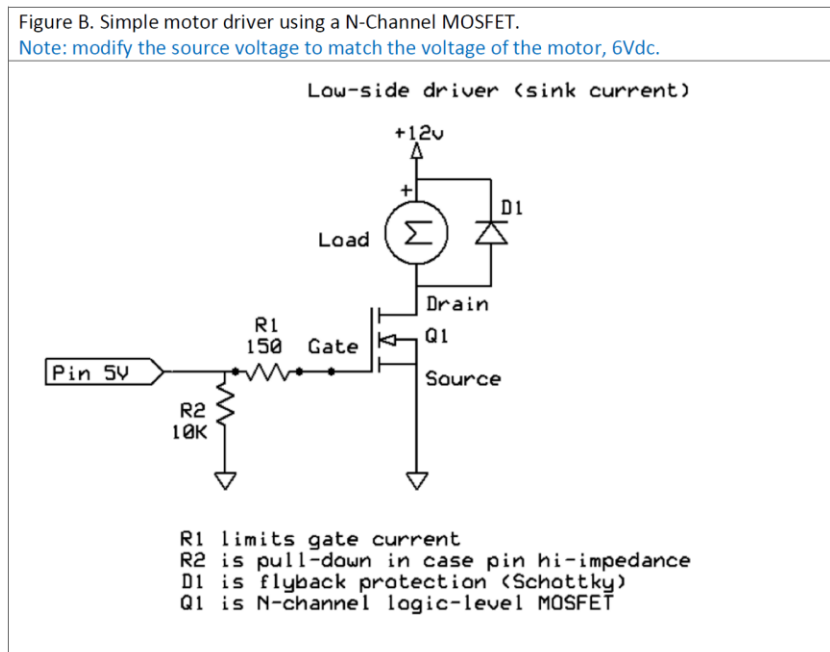 Figure B. Simple motor driver using a N-Channel MOSFET.
Note: modify the source voltage to match the voltage of the motor, 6Vdc.
Low-side driver (sink current)
+12v
+
D1
Load
Drain
R1
150
Gate
Q1
Pin 5V
Source
R2
10K
R1 limits gate current
R2 is pull-down in case pin hi-impedance
D1 is flyback protection (Schottky)
Q1 is N-channel logic-level MOSFET